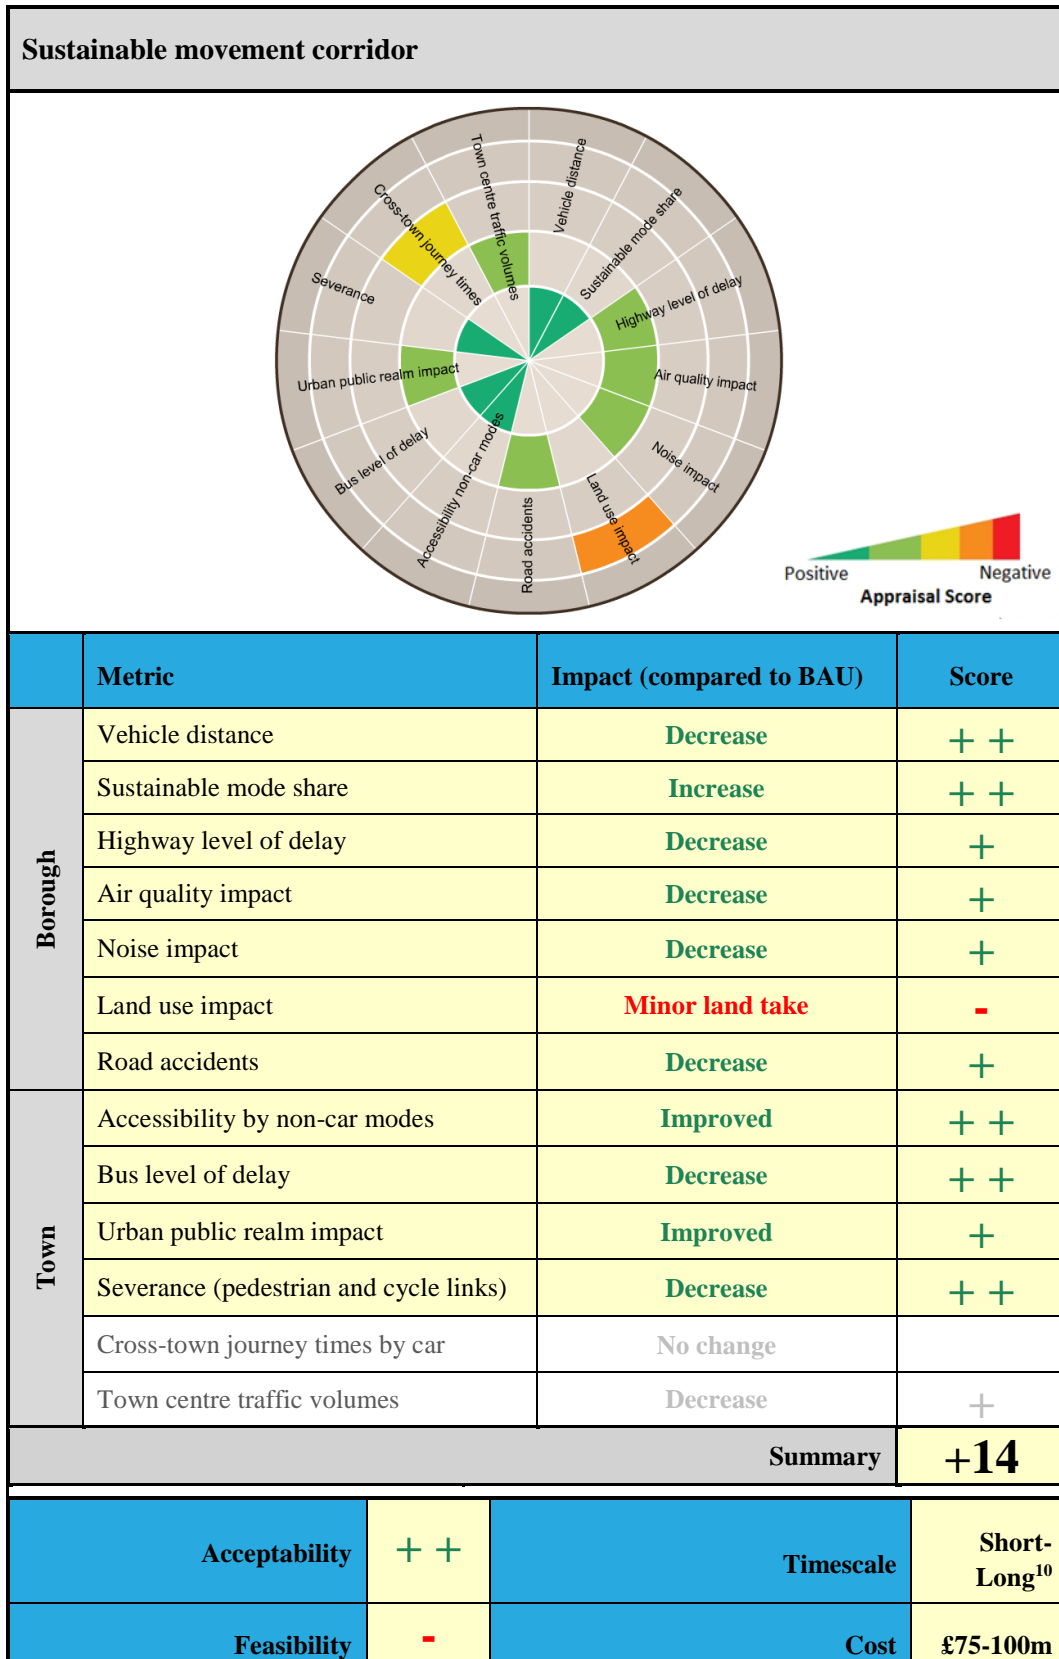 Sustainable movement corridor
Town centre traffic volumes
Vehicle distance
Cross-town journey times
Sustainable mode share
Severance
Highway level of delay
Urban public realm impact
Air quality impact
Bus level of delay
Noise impact
Accessibility non-car modes
Road accidents
Land use impact
Positive Negative
Appraisal Score
Metric Impact (compared to BAU) Score
Borough
Vehicle distance Decrease + +
Sustainable mode share Increase + +
Highway level of delay Decrease +
Air quality impact Decrease +
Noise impact Decrease +
Land use impact Minor land take -
Road accidents Decrease +
Town
Accessibility by non-car modes Improved + +
Bus level of delay Decrease + +
Urban public realm impact Improved +
Severance (pedestrian and cycle links) Decrease + +
Cross-town journey times by car No change
Town centre traffic volumes Decrease +
Summary +14
Acceptability + + Timescale Short-
Long¹⁰
Feasibility - Cost £75-100m